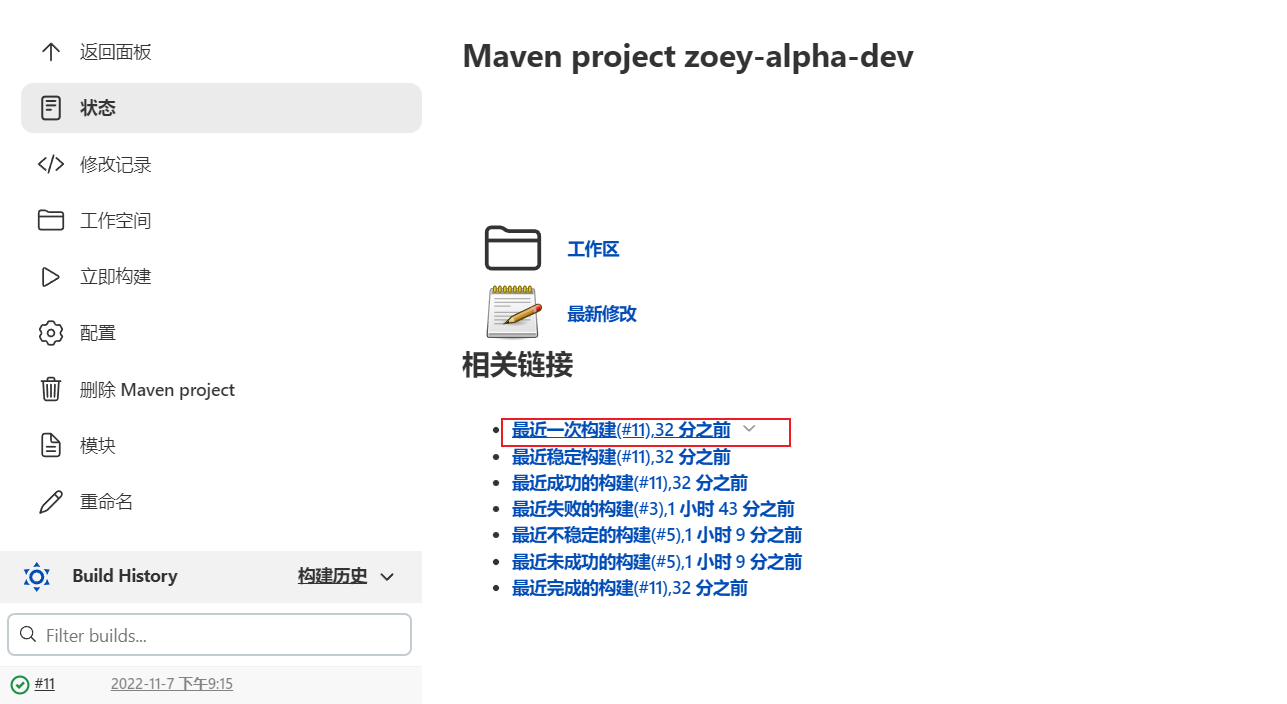 返回面板
状态
修改记录
工作空间
立即构建
配置
删除 Maven project
模块
重命名
Build History 构建历史
Filter builds...
#11 2022-11-7 下午9:15
Maven project zoey-alpha-dev
工作区
最新修改
相关链接
最近一次构建(#11),32 分之前
最近稳定构建(#11),32 分之前
最近成功的构建(#11),32 分之前
最近失败的构建(#3),1 小时 43 分之前
最近不稳定的构建(#5),1 小时 9 分之前
最近未成功的构建(#5),1 小时 9 分之前
最近完成的构建(#11),32 分之前